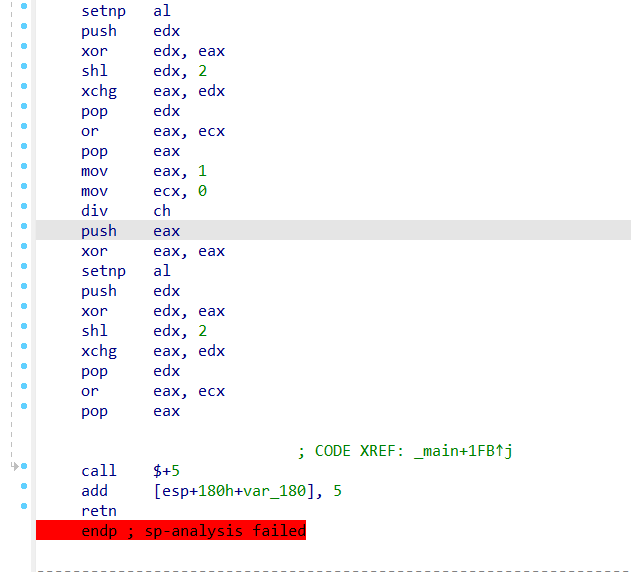 setnp al
push edx
xor edx, eax
shl edx, 2
xchg eax, edx
pop edx
or eax, ecx
pop eax
mov eax, 1
mov ecx, 0
div ch
push eax
xor eax, eax
setnp al
push edx
xor edx, eax
shl edx, 2
xchg eax, edx
pop edx
or eax, ecx
pop eax
; CODE XREF: _main+1FB↑j
call $+5
add [esp+180h+var_180], 5
retn
endp ; sp-analysis failed